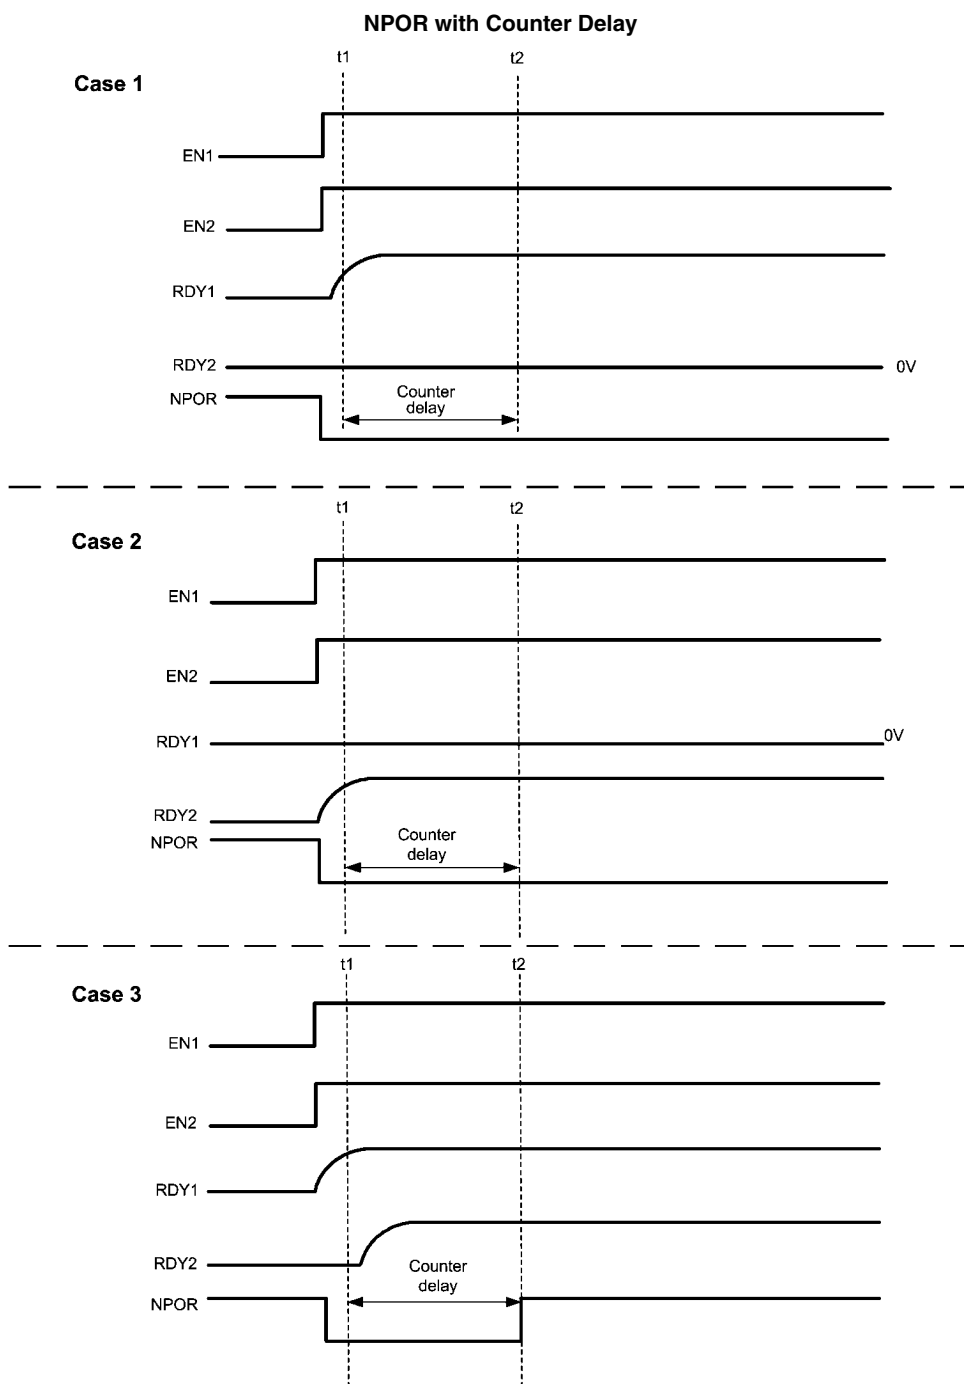 NPOR with Counter Delay
t1
t2
Case 1
EN1
EN2
RDY1
RDY2
0V
NPOR
Counter
delay
t1
t2
Case 2
EN1
EN2
RDY1
0V
RDY2
NPOR
Counter
delay
t1
t2
Case 3
EN1
EN2
RDY1
RDY2
Counter
delay
NPOR